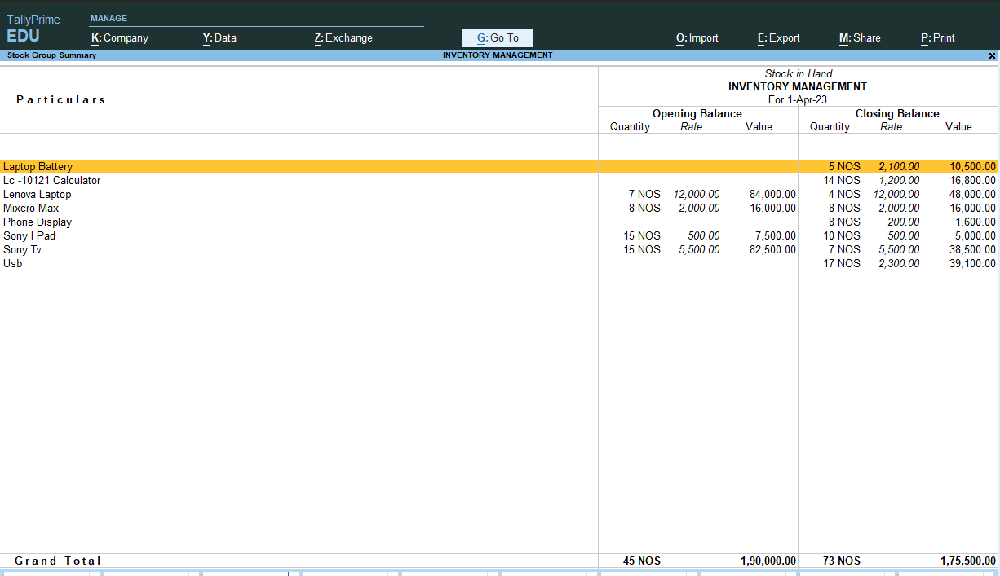 TallyPrime
EDU
MANAGE
K: Company Y: Data Z: Exchange G: Go To O: Import E: Export M: Share P: Print
Stock Group Summary INVENTORY MANAGEMENT x
Stock in Hand
INVENTORY MANAGEMENT
Particulars For 1-Apr-23
Opening Balance Closing Balance
Quantity Rate Value Quantity Rate Value
Laptop Battery 5 NOS 2,100.00 10,500.00
Lc -10121 Calculator 14 NOS 1,200.00 16,800.00
Lenova Laptop 7 NOS 12,000.00 84,000.00 4 NOS 12,000.00 48,000.00
Mixcro Max 8 NOS 2,000.00 16,000.00 8 NOS 2,000.00 16,000.00
Phone Display 8 NOS 200.00 1,600.00
Sony I Pad 15 NOS 500.00 7,500.00 10 NOS 500.00 5,000.00
Sony Tv 15 NOS 5,500.00 82,500.00 7 NOS 5,500.00 38,500.00
Usb 17 NOS 2,300.00 39,100.00
Grand Total 45 NOS 1,90,000.00 73 NOS 1,75,500.00